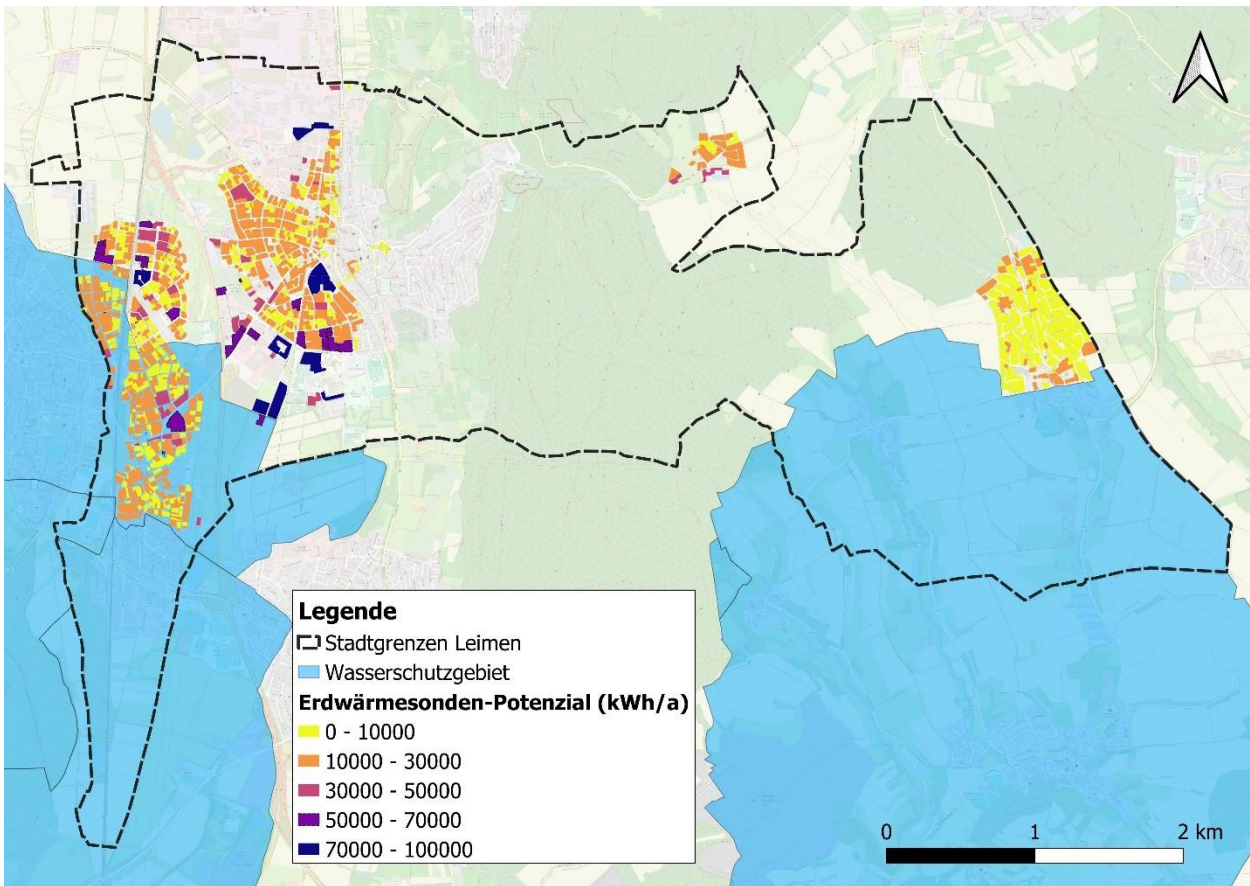 Legende
Stadtgrenzen Leimen
Wasserschutzgebiet
Erdwärmesonden-Potenzial (kWh/a)
0 - 10000
10000 - 30000
30000 - 50000
50000 - 70000
70000 - 100000
0 1 2 km